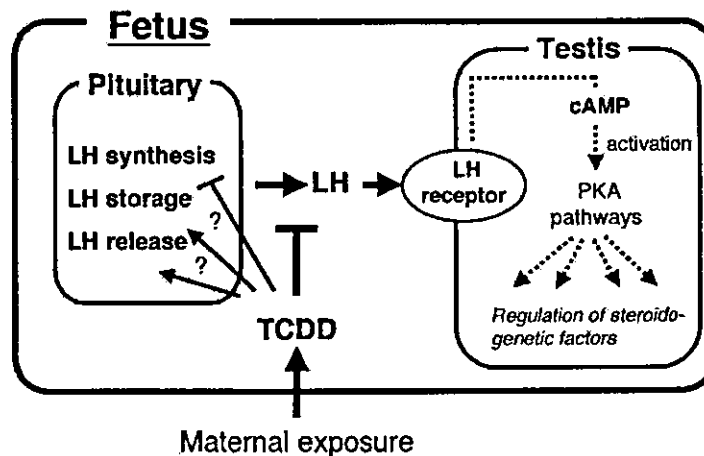 Fetus
Pituitary
LH synthesis
LH storage
LH release
?
?
LH
TCDD
Maternal exposure
Testis
cAMP
activation
LH
receptor
PKA
pathways
Regulation of steroido-
genetic factors